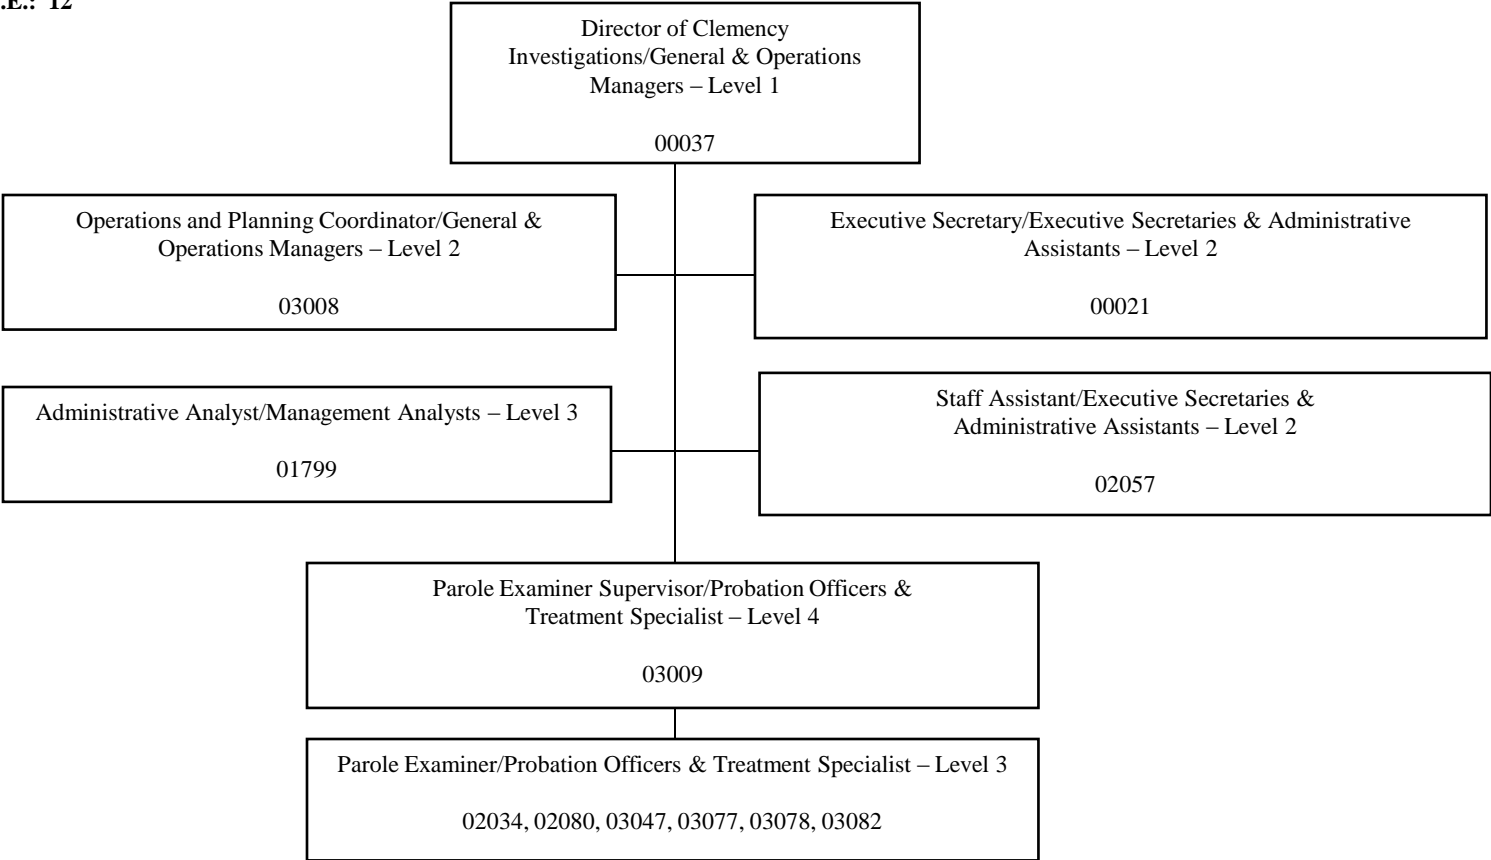 .E.: 12
Director of Clemency
Investigations/General & Operations
Managers – Level 1
00037
Operations and Planning Coordinator/General &
Operations Managers – Level 2
03008
Executive Secretary/Executive Secretaries & Administrative
Assistants – Level 2
00021
Administrative Analyst/Management Analysts – Level 3
01799
Staff Assistant/Executive Secretaries &
Administrative Assistants – Level 2
02057
Parole Examiner Supervisor/Probation Officers &
Treatment Specialist – Level 4
03009
Parole Examiner/Probation Officers & Treatment Specialist – Level 3
02034, 02080, 03047, 03077, 03078, 03082